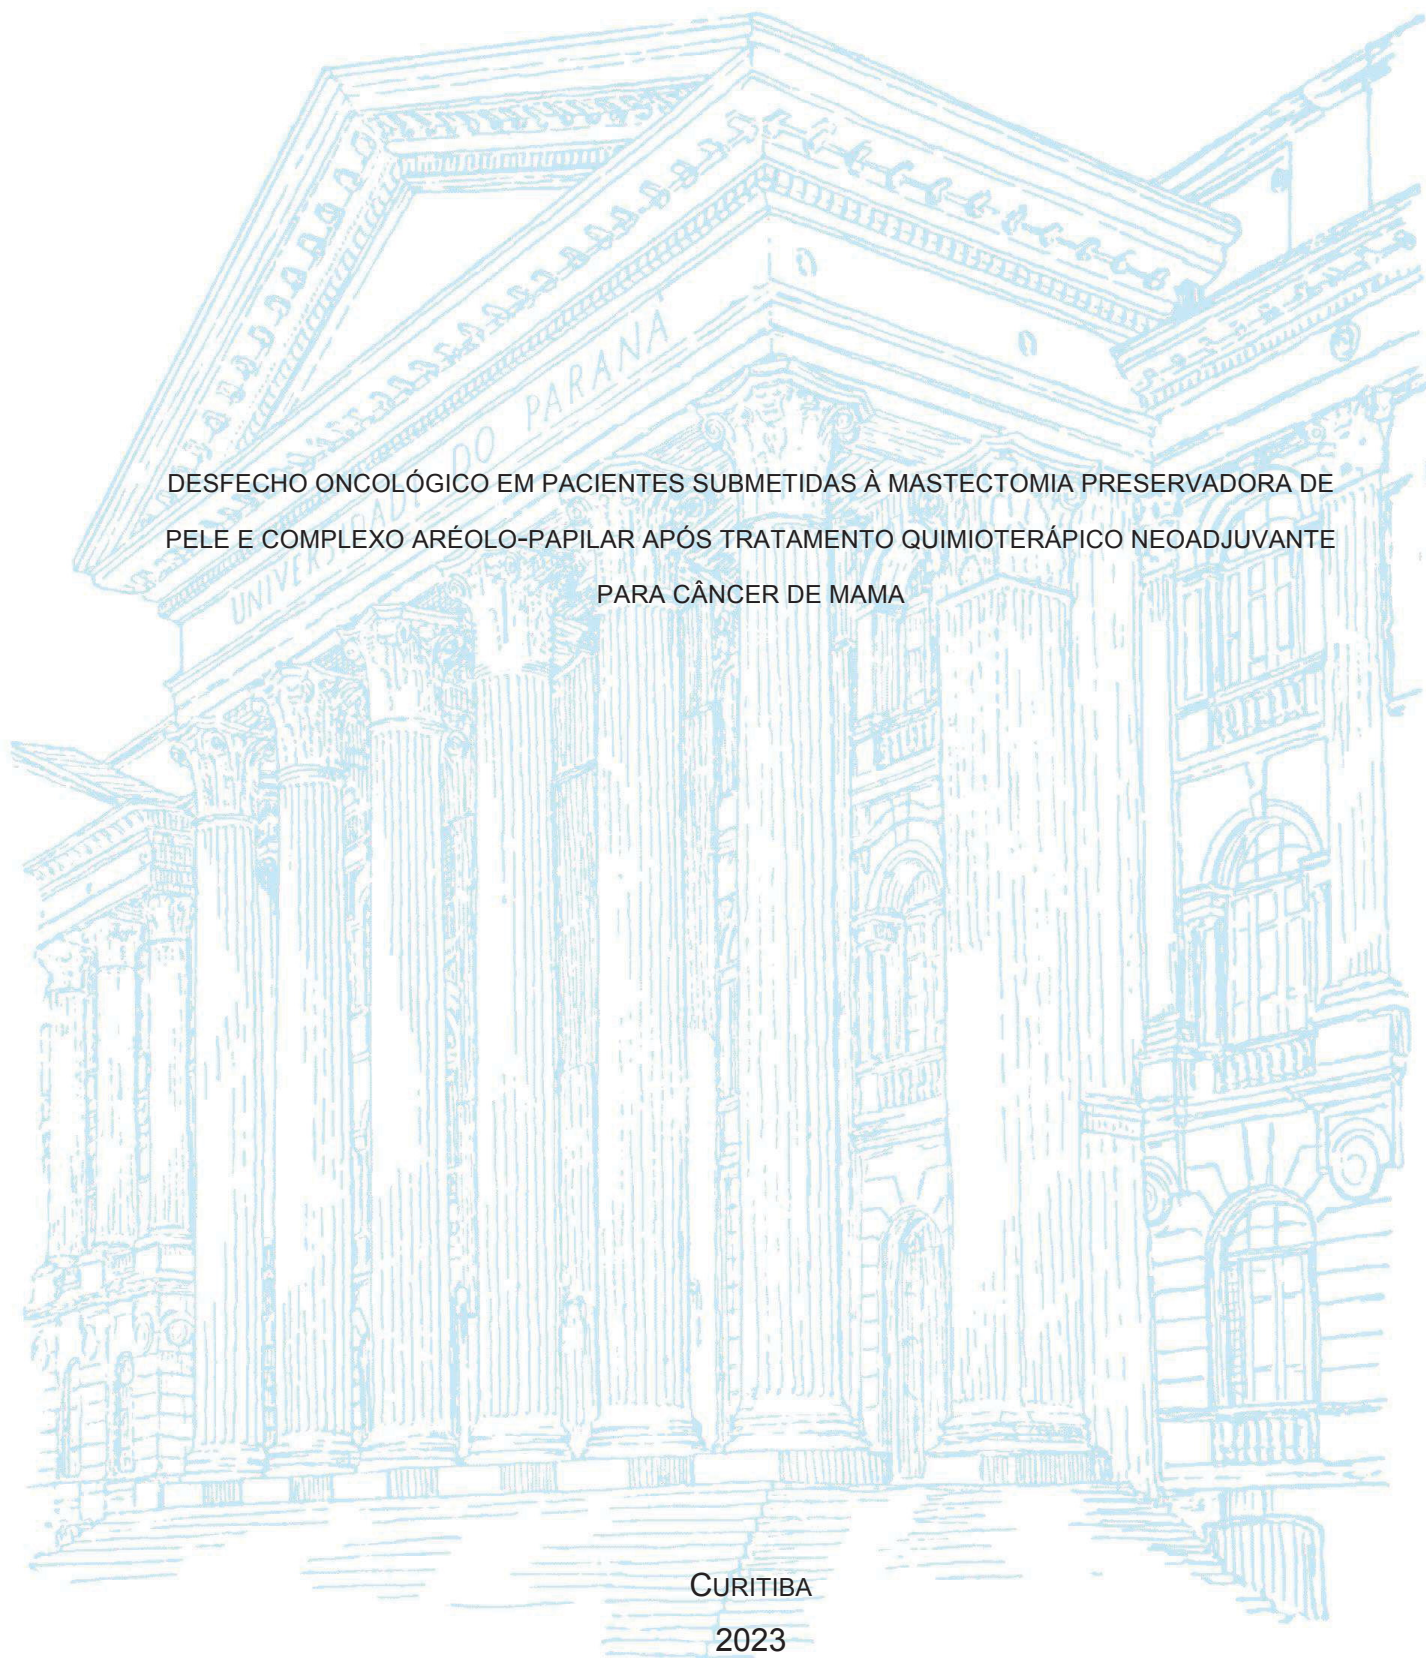 UNIVERSIDADE DO PARANÁ
DESFECHO ONCOLÓGICO EM PACIENTES SUBMETIDAS À MASTECTOMIA PRESERVADORA DE
PELE E COMPLEXO ARÉOLO-PAPILAR APÓS TRATAMENTO QUIMIOTERÁPICO NEOADJUVANTE
PARA CÂNCER DE MAMA
CURITIBA
2023